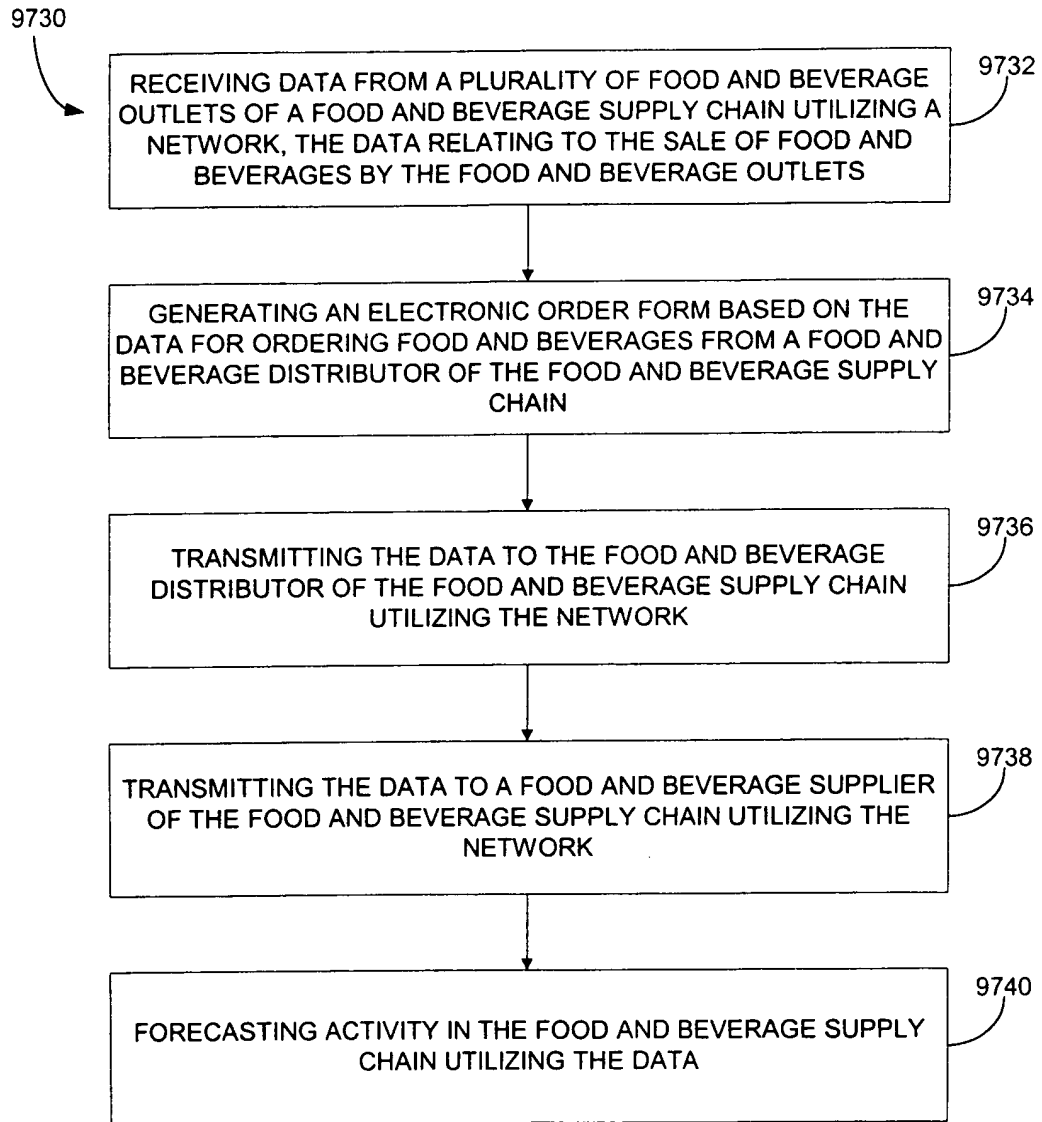 9730
RECEIVING DATA FROM A PLURALITY OF FOOD AND BEVERAGE
OUTLETS OF A FOOD AND BEVERAGE SUPPLY CHAIN UTILIZING A
NETWORK, THE DATA RELATING TO THE SALE OF FOOD AND
BEVERAGES BY THE FOOD AND BEVERAGE OUTLETS
9732
GENERATING AN ELECTRONIC ORDER FORM BASED ON THE
DATA FOR ORDERING FOOD AND BEVERAGES FROM A FOOD AND
BEVERAGE DISTRIBUTOR OF THE FOOD AND BEVERAGE SUPPLY
CHAIN
9734
TRANSMITTING THE DATA TO THE FOOD AND BEVERAGE
DISTRIBUTOR OF THE FOOD AND BEVERAGE SUPPLY CHAIN
UTILIZING THE NETWORK
9736
TRANSMITTING THE DATA TO A FOOD AND BEVERAGE SUPPLIER
OF THE FOOD AND BEVERAGE SUPPLY CHAIN UTILIZING THE
NETWORK
9738
FORECASTING ACTIVITY IN THE FOOD AND BEVERAGE SUPPLY
CHAIN UTILIZING THE DATA
9740